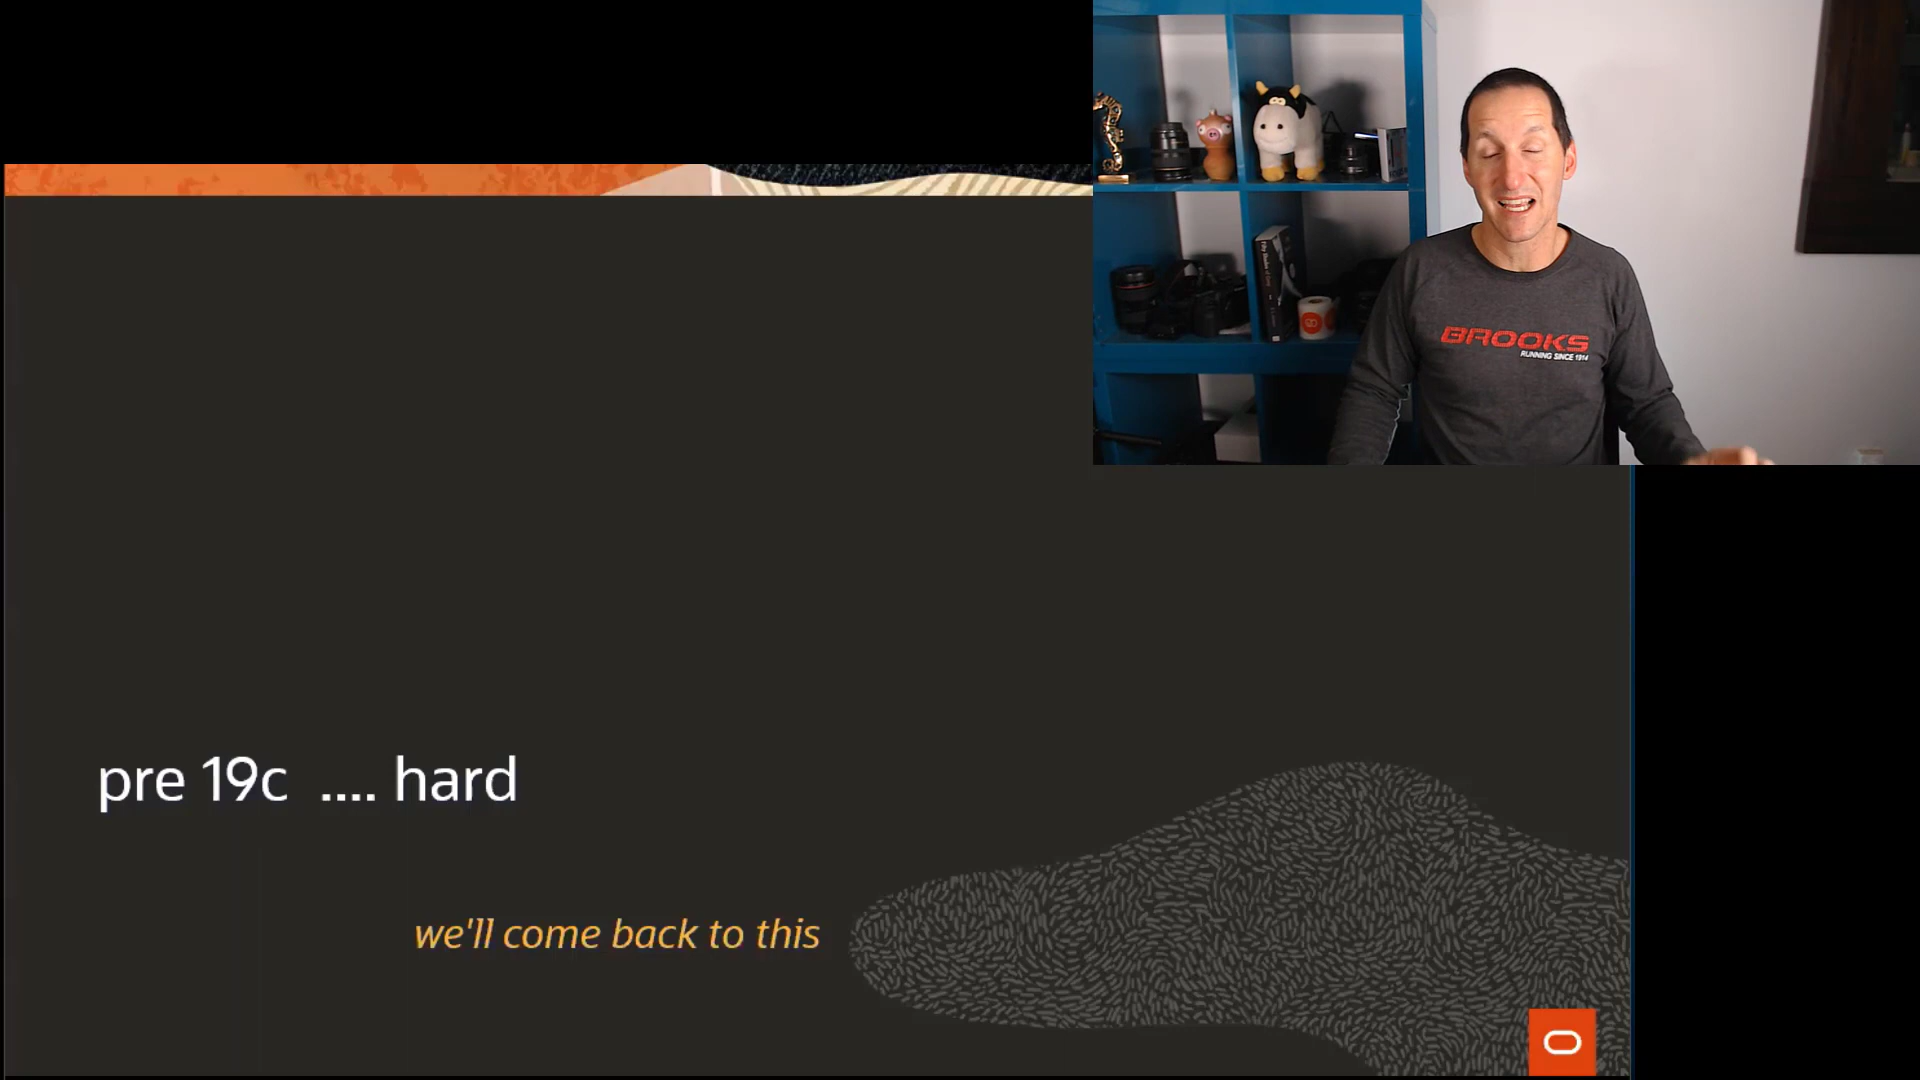 BROOKS
RUNNING SINCE 1914
pre 19c .... hard
we'll come back to this